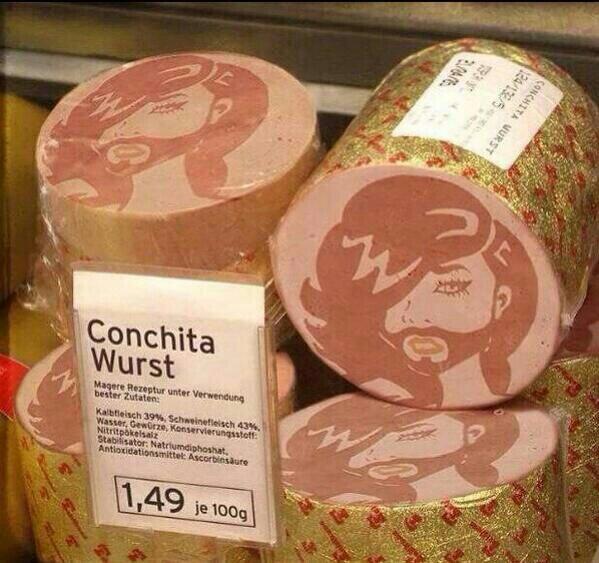 CONCHITA WURST
Conchita
Wurst
Magere Rezeptur unter Verwendung
bester Zutaten:
Kalbfleisch 39%, Schweinefleisch 43%,
Wasser, Gewürze, Konservierungsstoff:
Nitritpökelsalz
Stabilisator: Natriumdiphoshat,
Antioxidationsmittel: Ascorbinsäure
1,49 je 100g